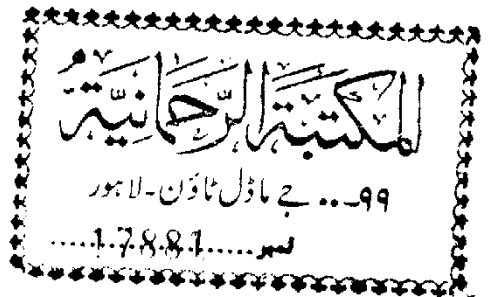 المكتبة الرحمانية
۹۹-.. جے ماڈل ٹاؤن - لاہور
نمبر.....17881.....